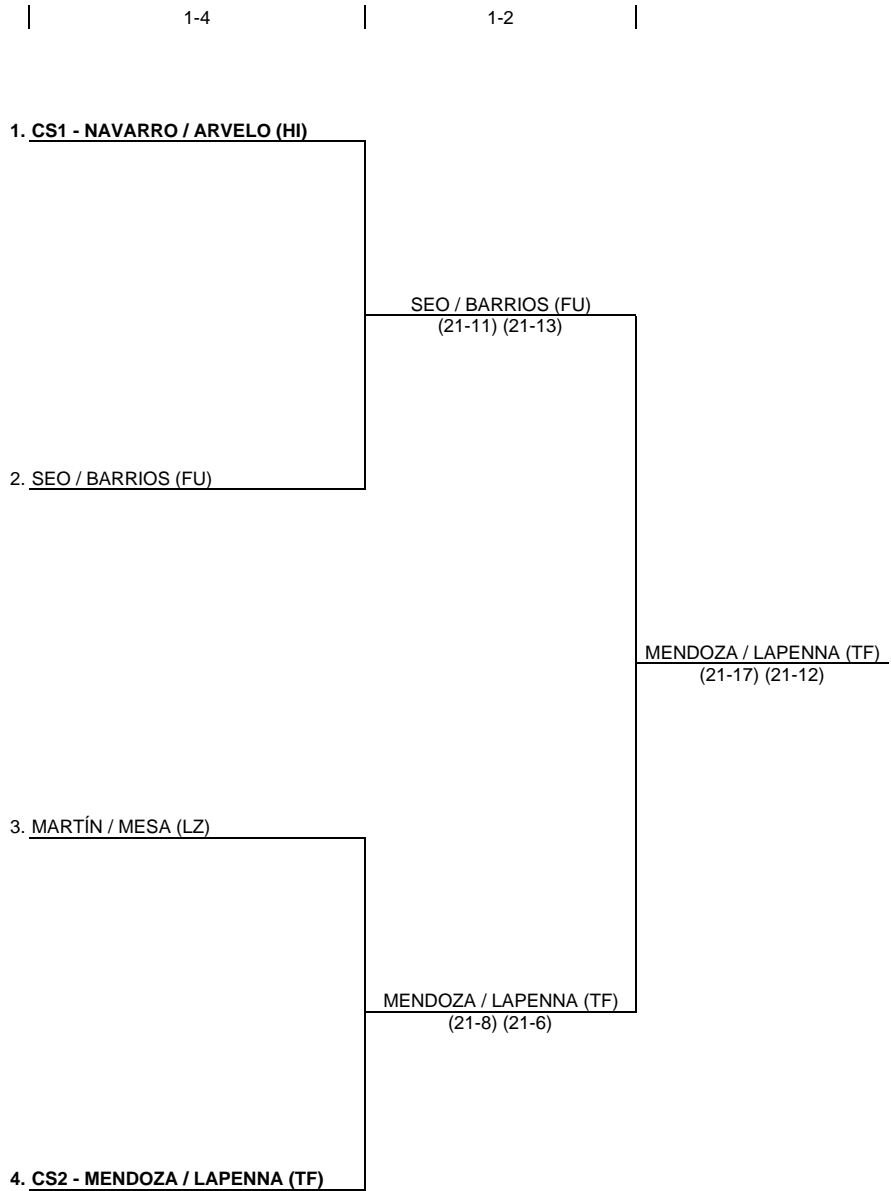 1-4 1-2
1. CS1 - NAVARRO / ARVELO (HI)
SEO / BARRIOS (FU)
(21-11) (21-13)
2. SEO / BARRIOS (FU)
MENDOZA / LAPENNA (TF)
(21-17) (21-12)
3. MARTÍN / MESA (LZ)
MENDOZA / LAPENNA (TF)
(21-8) (21-6)
4. CS2 - MENDOZA / LAPENNA (TF)